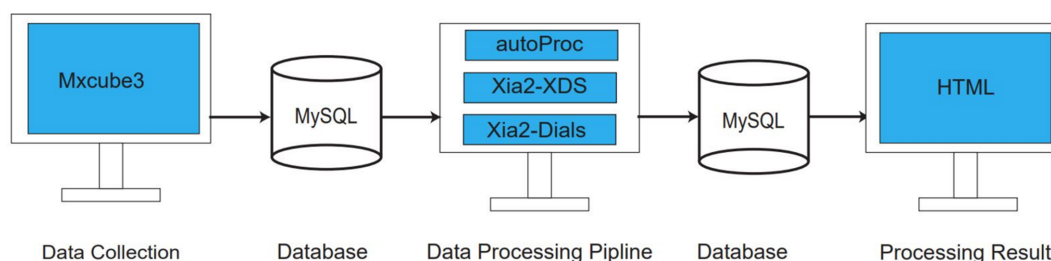 Mxcube3
MySQL
autoProc
Xia2-XDS
Xia2-Dials
MySQL
HTML
Data Collection
Database
Data Processing Pipline
Database
Processing Result